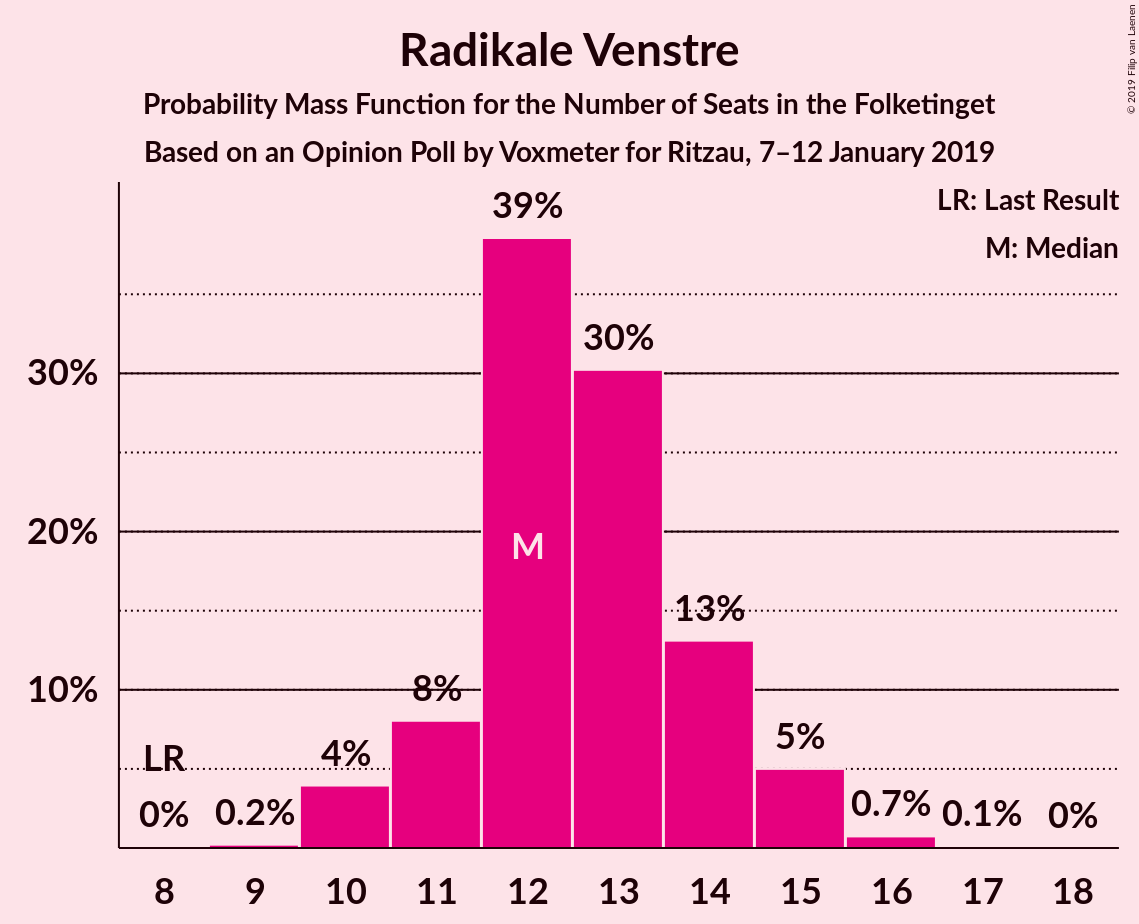 Radikale Venstre
Probability Mass Function for the Number of Seats in the Folketinget
Based on an Opinion Poll by Voxmeter for Ritzau, 7–12 January 2019
© 2019 Filip van Laenen
LR: Last Result
M: Median
39%
30%
30%
20%
M
13%
10%
8%
5%
LR
4%
0%
0.2%
0.7%
0.1%
0%
8 9 10 11 12 13 14 15 16 17 18